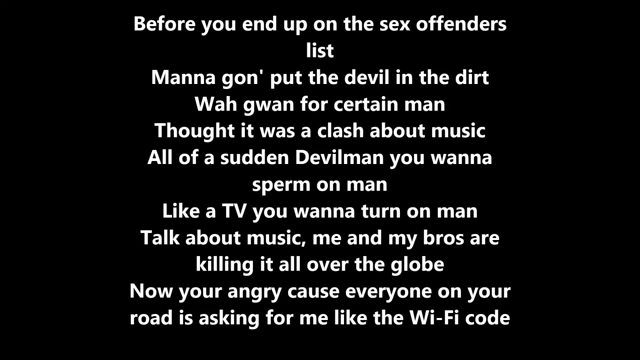 Before you end up on the sex offenders
list
Manna gon' put the devil in the dirt
Wah gwan for certain man
Thought it was a clash about music
All of a sudden Devilman you wanna
sperm on man
Like a TV you wanna turn on man
Talk about music, me and my bros are
killing it all over the globe
Now your angry cause everyone on your
road is asking for me like the Wi-Fi code